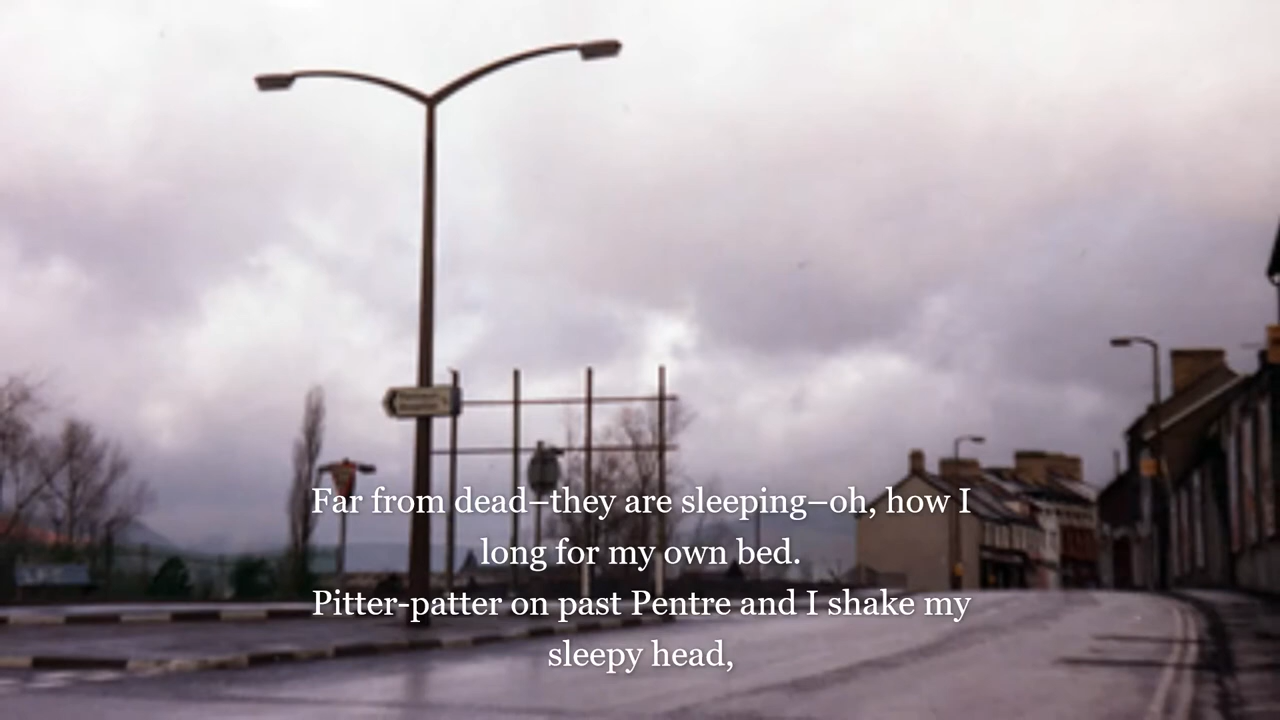 Far from dead–they are sleeping–oh, how I
long for my own bed.
Pitter-patter on past Pentre and I shake my
sleepy head,